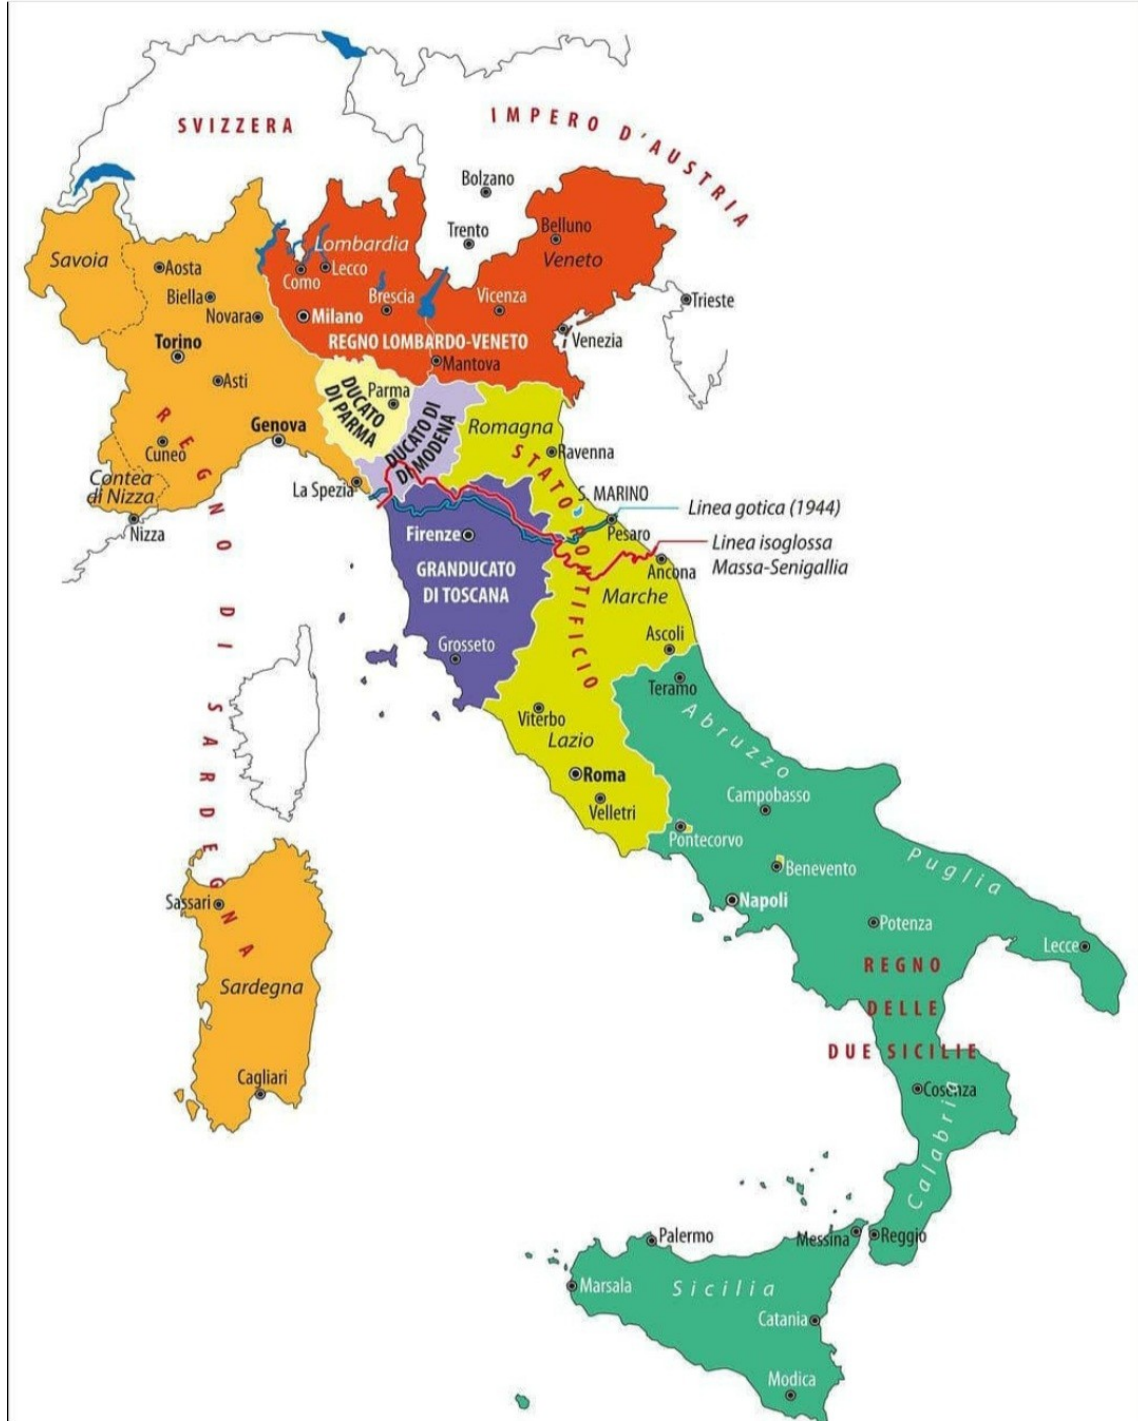 SVIZZERA
IMPERO D'AUSTRIA
Bolzano
Trento
Belluno
Veneto
Savoia
Aosta
Lombardia
Como
Lecco
Biella
Novara
Brescia
Vicenza
Trieste
Milano
Venezia
Torino
REGNO LOMBARDO-VENETO
Mantova
Asti
DUCATO
DI PARMA
Parma
DUCATO DI
DI MODENA
Romagna
Genova
Cuneo
Ravenna
Contea
di Nizza
La Spezia
STATO PONTIFICIO
S. MARINO
Linea gotica (1944)
Nizza
Firenze
Pesaro
Linea isoglossa
Massa-Senigallia
GRANDUCATO
DI TOSCANA
Ancona
Marche
REGNO DI SARDEGNA
Grosseto
Ascoli
Teramo
Abruzzo
Viterbo
Lazio
Roma
Velletri
Campobasso
Pontecorvo
Benevento
Puglia
Napoli
Potenza
Lecce
Sassari
REGNO
DELLE
DUE SICILIE
Sardegna
Cagliari
Cosenza
Calabria
Palermo
Messina
Reggio
Marsala
Sicilia
Catania
Modica